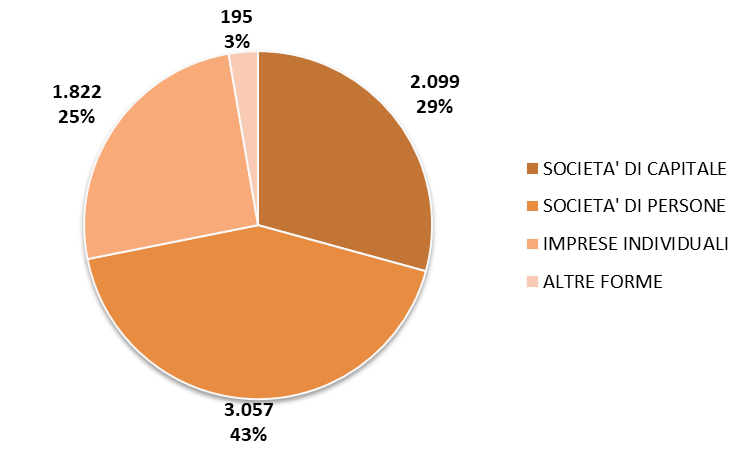 195
3%
2.099
29%
1.822
25%
3.057
43%
SOCIETA' DI CAPITALE
SOCIETA' DI PERSONE
IMPRESE INDIVIDUALI
ALTRE FORME